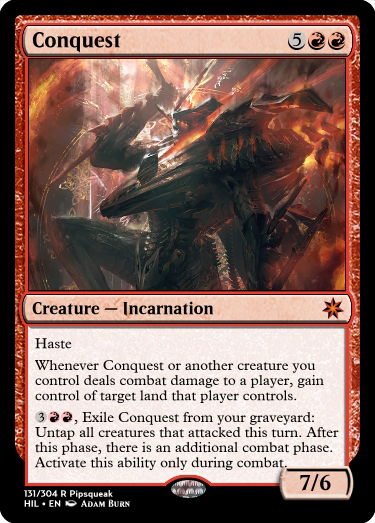 Conquest 5RR
Creature — Incarnation
Haste
Whenever Conquest or another creature you
control deals combat damage to a player, gain
control of target land that player controls.
3RR, Exile Conquest from your graveyard:
Untap all creatures that attacked this turn. After
this phase, there is an additional combat phase.
Activate this ability only during combat.
7/6
131/304 R Pipsqueak
HIL • EN Adam Burn